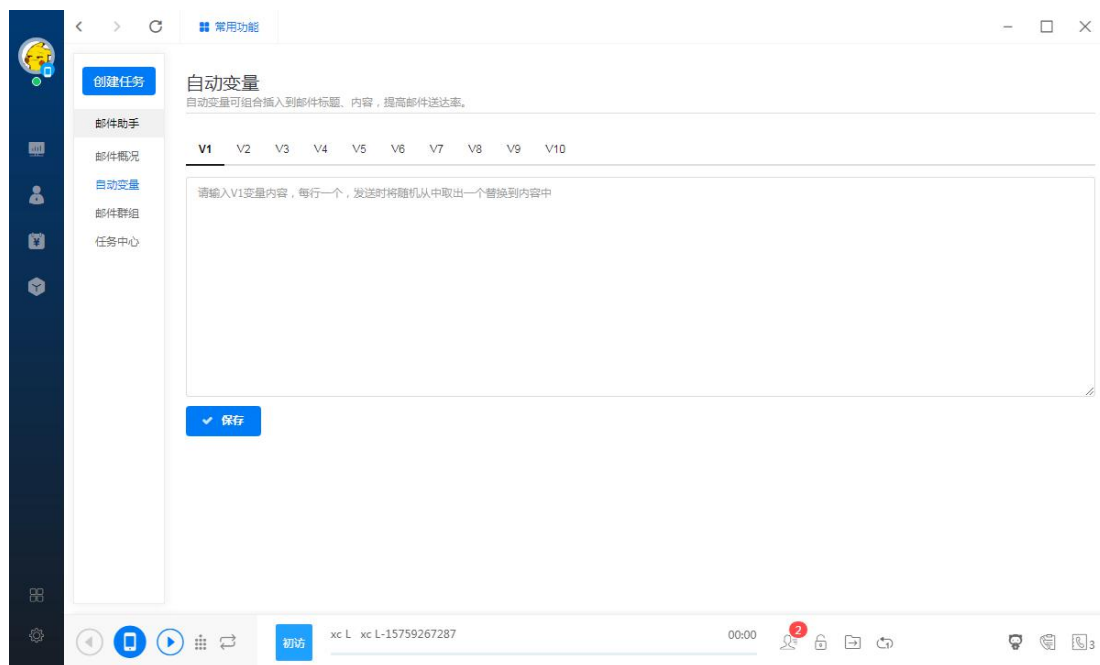 常用功能
创建任务
邮件助手
邮件概况
自动变量
邮件群组
任务中心
自动变量
自动变量可组合插入到邮件标题、内容，提高邮件送达率。
V1 V2 V3 V4 V5 V6 V7 V8 V9 V10
请输入V1变量内容，每行一个，发送时将随机从中取出一个替换到内容中
保存
初访 xc L xc L-15759267287 00:00 2 3